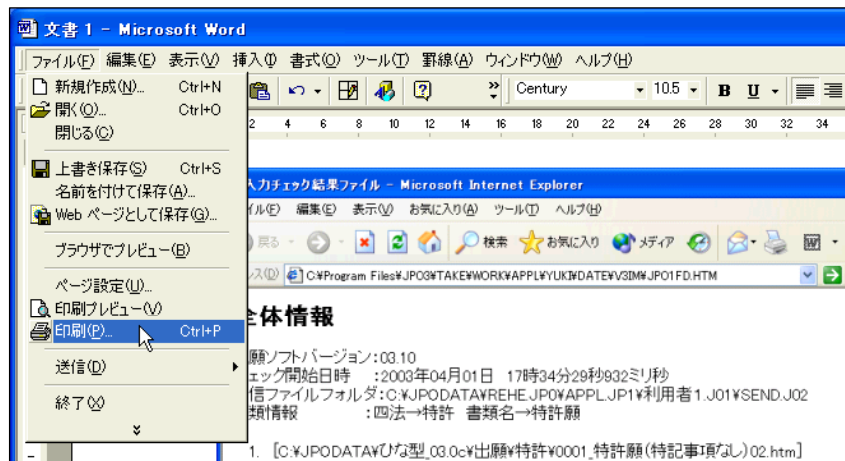 文書 1 - Microsoft Word
ファイル(F) 編集(E) 表示(V) 挿入(I) 書式(O) ツール(T) 罫線(A) ウィンドウ(W) ヘルプ(H)
新規作成(N)... Ctrl+N
開く(O)... Ctrl+O
閉じる(C)
上書き保存(S) Ctrl+S
名前を付けて保存(A)...
Web ページとして保存(G)...
ブラウザでプレビュー(B)
ページ設定(U)...
印刷プレビュー(V)
印刷(P)... Ctrl+P
送信(D)
終了(X)
Century 10.5 B U
2 4 6 8 10 12 14 16 18 20 22 24 26 28 30 32 34
入力チェック結果ファイル - Microsoft Internet Explorer
イル(F) 編集(E) 表示(V) お気に入り(A) ツール(T) ヘルプ(H)
戻る 検索 お気に入り メディア
レス(D) C:¥Program Files¥JPO3¥TAKE¥WORK¥APPL¥YUKI¥DATE¥V3IM¥JPO1FD.HTM
全体情報
願ソフトバージョン:03.10
ェック開始日時 :2003年04月01日 17時34分29秒932ミリ秒
信ファイルフォルダ:C:¥JPODATA¥REHE.JP0¥APPL.JP1¥利用者1.J01¥SEND.J02
類情報 :四法→特許 書類名→特許願
1. [C:¥JPODATA¥ひな型_03.0c¥出願¥特許¥0001_特許願(特記事項なし)02.htm]